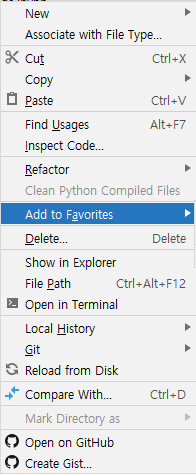 New
Associate with File Type...
Cut Ctrl+X
Copy
Paste Ctrl+V
Find Usages Alt+F7
Inspect Code...
Refactor
Clean Python Compiled Files
Add to Favorites
Delete... Delete
Show in Explorer
File Path Ctrl+Alt+F12
Open in Terminal
Local History
Git
Reload from Disk
Compare With... Ctrl+D
Mark Directory as
Open on GitHub
Create Gist...